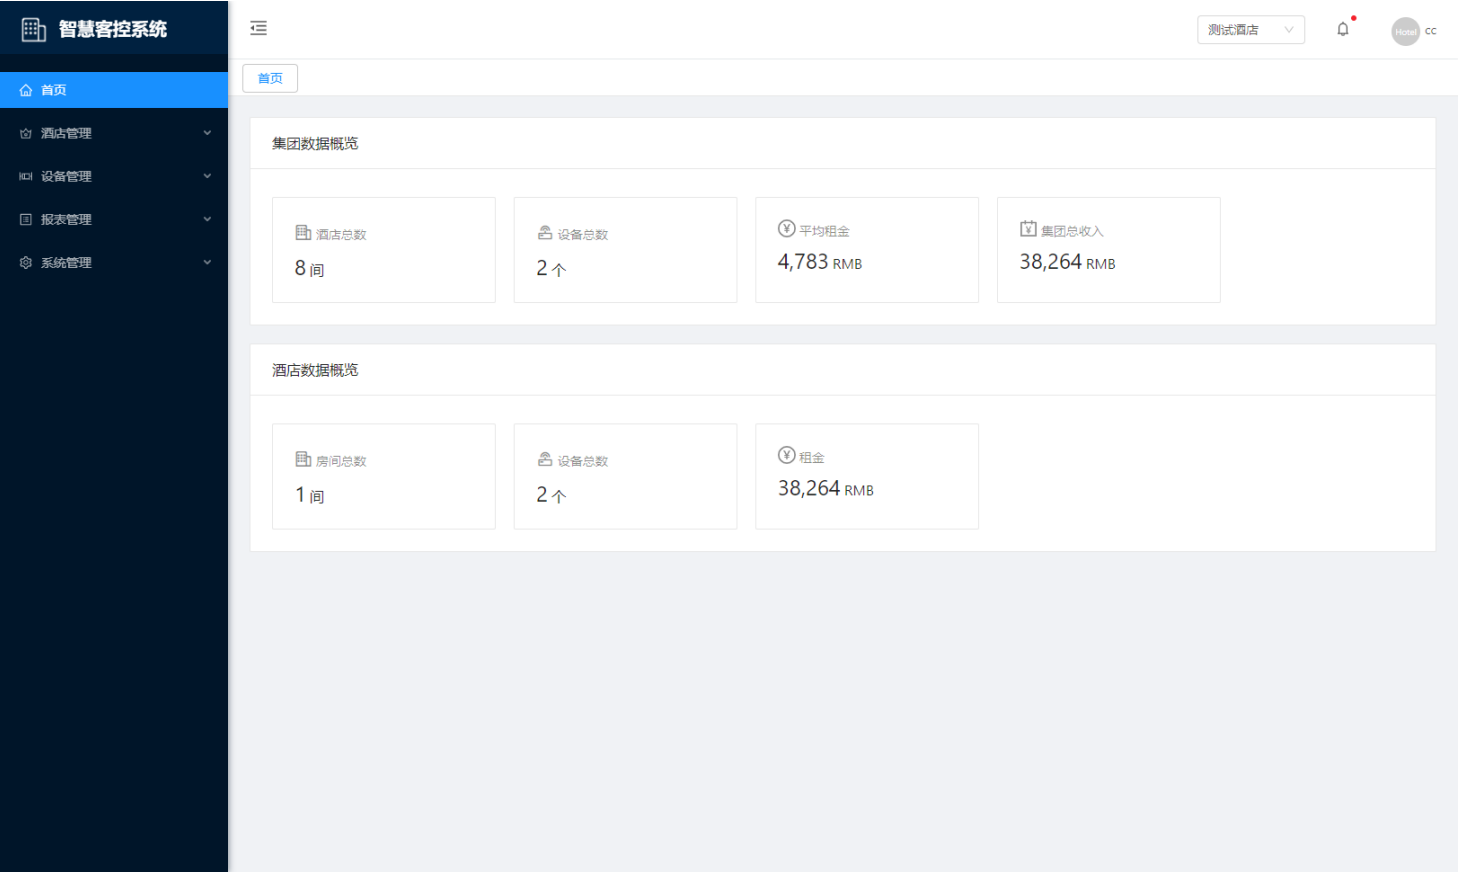 智慧客控系统
测试酒店
Hotel cc
首页
首页
酒店管理
设备管理
报表管理
系统管理
集团数据概览
酒店总数
8 间
设备总数
2 个
平均租金
4,783 RMB
集团总收入
38,264 RMB
酒店数据概览
房间总数
1 间
设备总数
2 个
租金
38,264 RMB